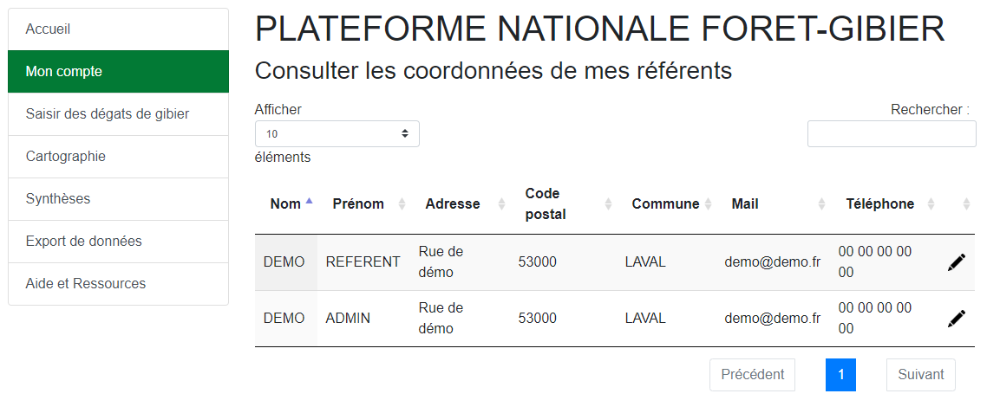 Accueil
Mon compte
Saisir des dégats de gibier
Cartographie
Synthèses
Export de données
Aide et Ressources
PLATEFORME NATIONALE FORET-GIBIER
Consulter les coordonnées de mes référents
Afficher
10
éléments
Rechercher :
Nom Prénom Adresse Code postal Commune Mail Téléphone
DEMO REFERENT Rue de démo 53000 LAVAL demo@demo.fr 00 00 00 00 00
DEMO ADMIN Rue de démo 53000 LAVAL demo@demo.fr 00 00 00 00 00
Précédent 1 Suivant